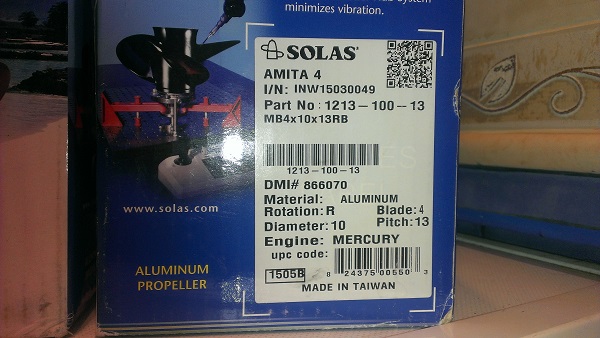 minimizes vibration.
SOLAS
AMITA 4
I/N: INW15030049
Part No: 1213-100-13
MB4x10x13RB
1213-100-13
DMI# 866070
Material: ALUMINUM
Rotation: R Blade: 4
Diameter: 10 Pitch: 13
Engine: MERCURY
upc code:
8 24375 00550 3
1505B
MADE IN TAIWAN
www.solas.com
ALUMINUM
PROPELLER